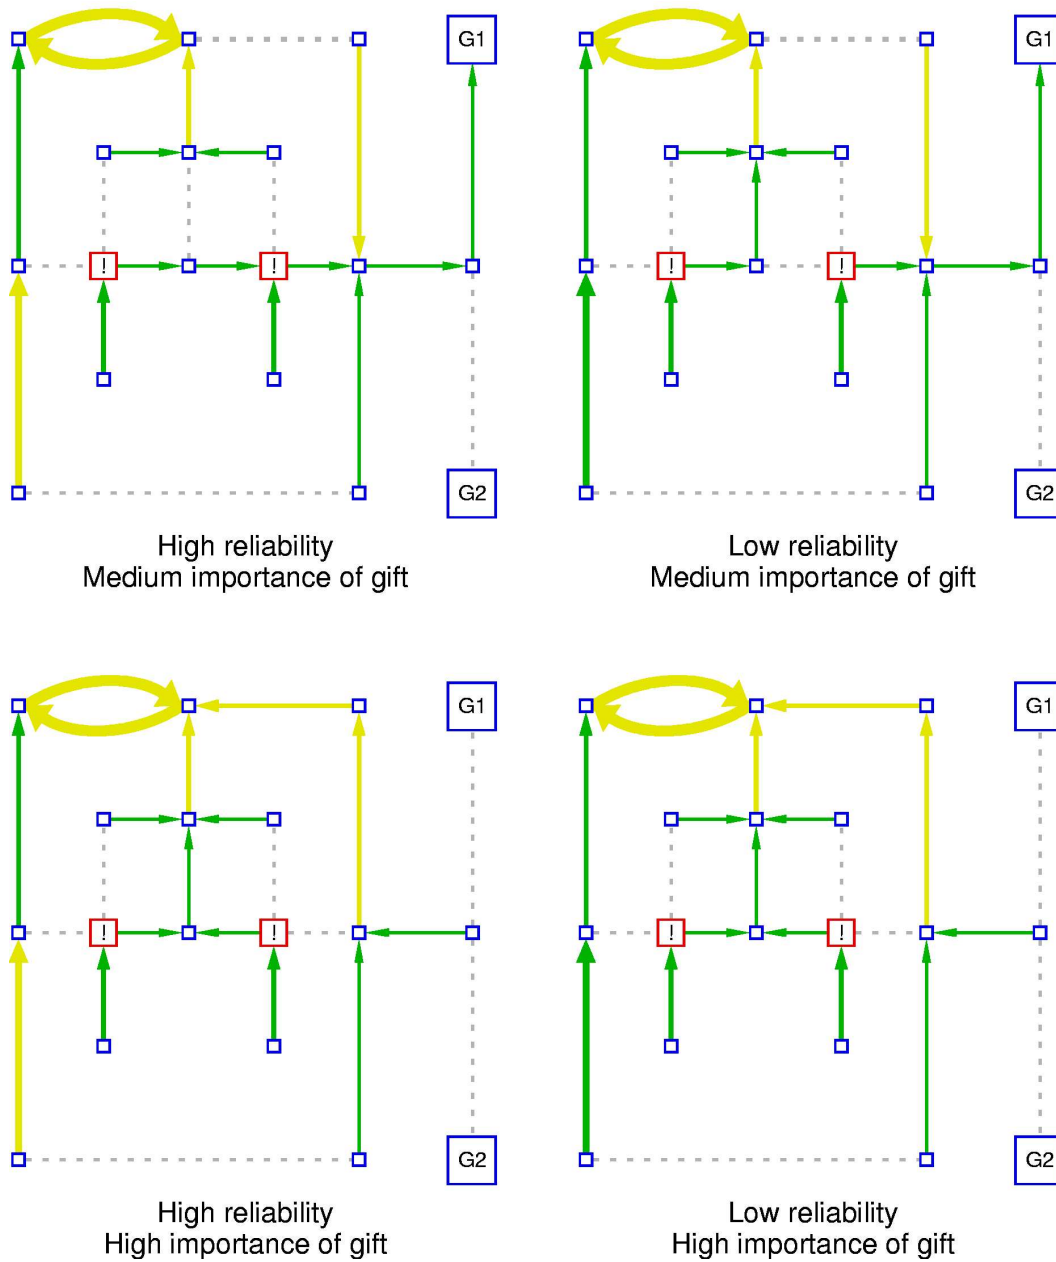 G1
G1
!
!
!
!
G2
G2
High reliability
Medium importance of gift
Low reliability
Medium importance of gift
G1
G1
!
!
!
!
G2
G2
High reliability
High importance of gift
Low reliability
High importance of gift